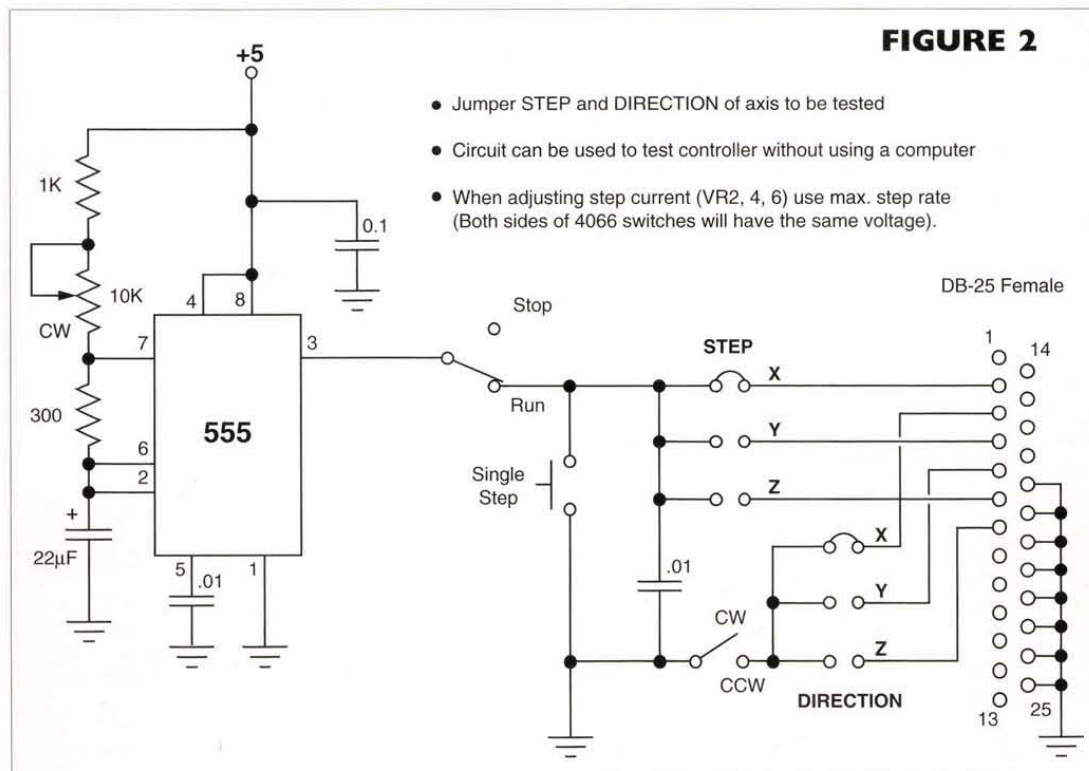 FIGURE 2
+5
● Jumper STEP and DIRECTION of axis to be tested
● Circuit can be used to test controller without using a computer
● When adjusting step current (VR2, 4, 6) use max. step rate
(Both sides of 4066 switches will have the same voltage).
1K
0.1
10K
CW
4
8
7
3
Stop
Run
DB-25 Female
1
14
STEP
X
Y
Z
300
555
6
2
Single
Step
+
22µF
5
.01
1
.01
X
Y
Z
CW
CCW
DIRECTION
13
25